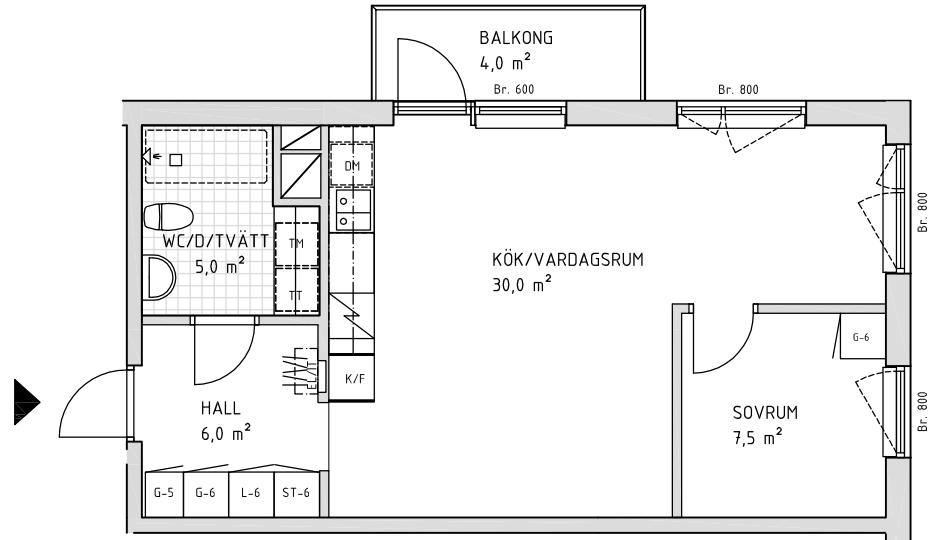 BALKONG
4,0 m²
Br. 600
Br. 800
DM
WC/D/TVÄTT
5,0 m²
TM
TT
KÖK/VARDAGSRUM
30,0 m²
Br. 800
G-6
K/F
EL/IT
HALL
6,0 m²
SOVRUM
7,5 m²
Br. 800
G-5
G-6
L-6
ST-6